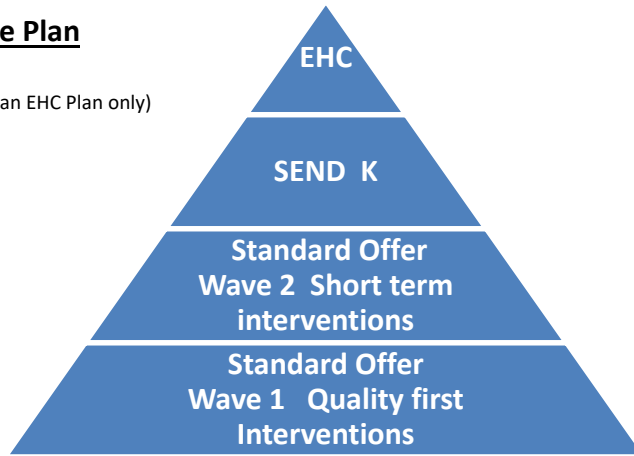 e Plan
an EHC Plan only)
EHC
SEND K
Standard Offer
Wave 2 Short term
interventions
Standard Offer
Wave 1 Quality first
Interventions